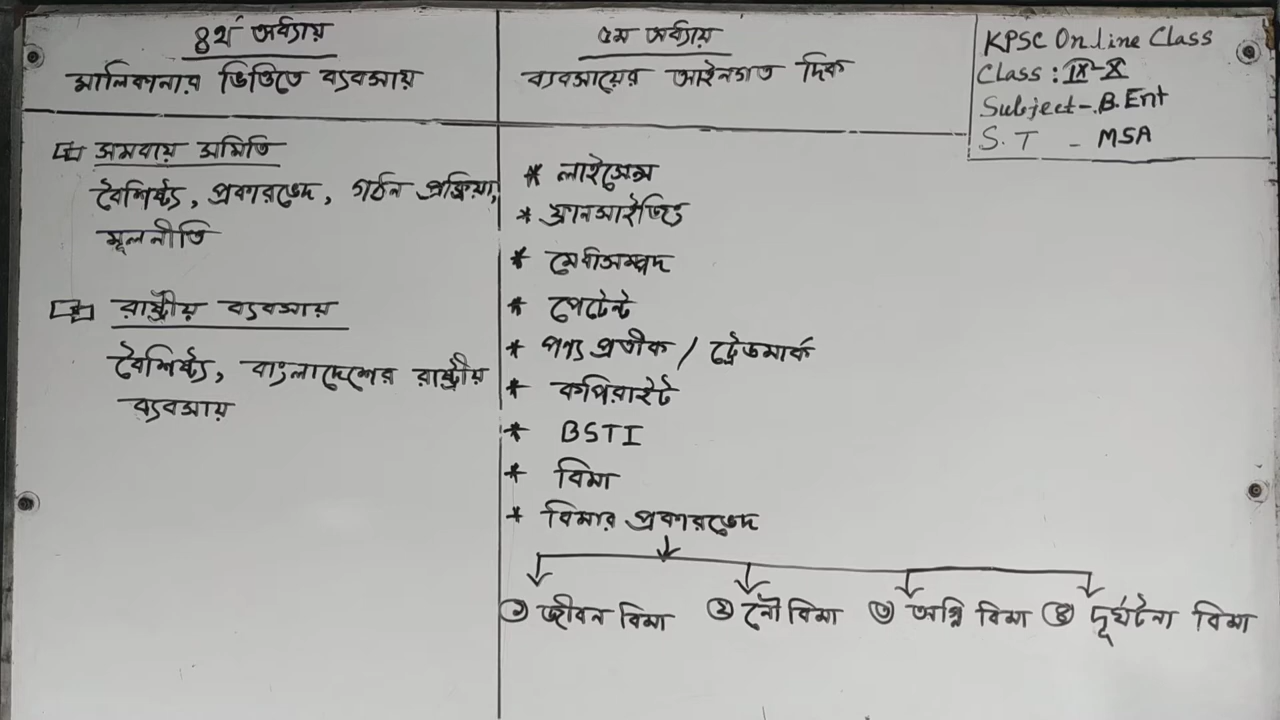 ৪র্থ অধ্যায়
মালিকানার ভিত্তিতে ব্যবসায়
সমবায় সমিতি
বৈশিষ্ট্য, প্রকারভেদ, গঠন প্রক্রিয়া,
মূলনীতি
রাষ্ট্রীয় ব্যবসায়
বৈশিষ্ট্য, বাংলাদেশের রাষ্ট্রীয়
ব্যবসায়
৫ম অধ্যায়
ব্যবসায়ের আইনগত দিক
* লাইসেন্স
* ফ্রানসাইজিং
* মেধাসম্পদ
* পেটেন্ট
* পণ্য প্রতীক / ট্রেডমার্ক
* কপিরাইট
* BSTI
* বিমা
* বিমার প্রকারভেদ
① জীবন বিমা ② নৌ বিমা ③ অগ্নি বিমা ④ দূর্ঘটনা বিমা
KPSC Online Class
Class : IX-X
Subject - B.Ent
S.T - MSA